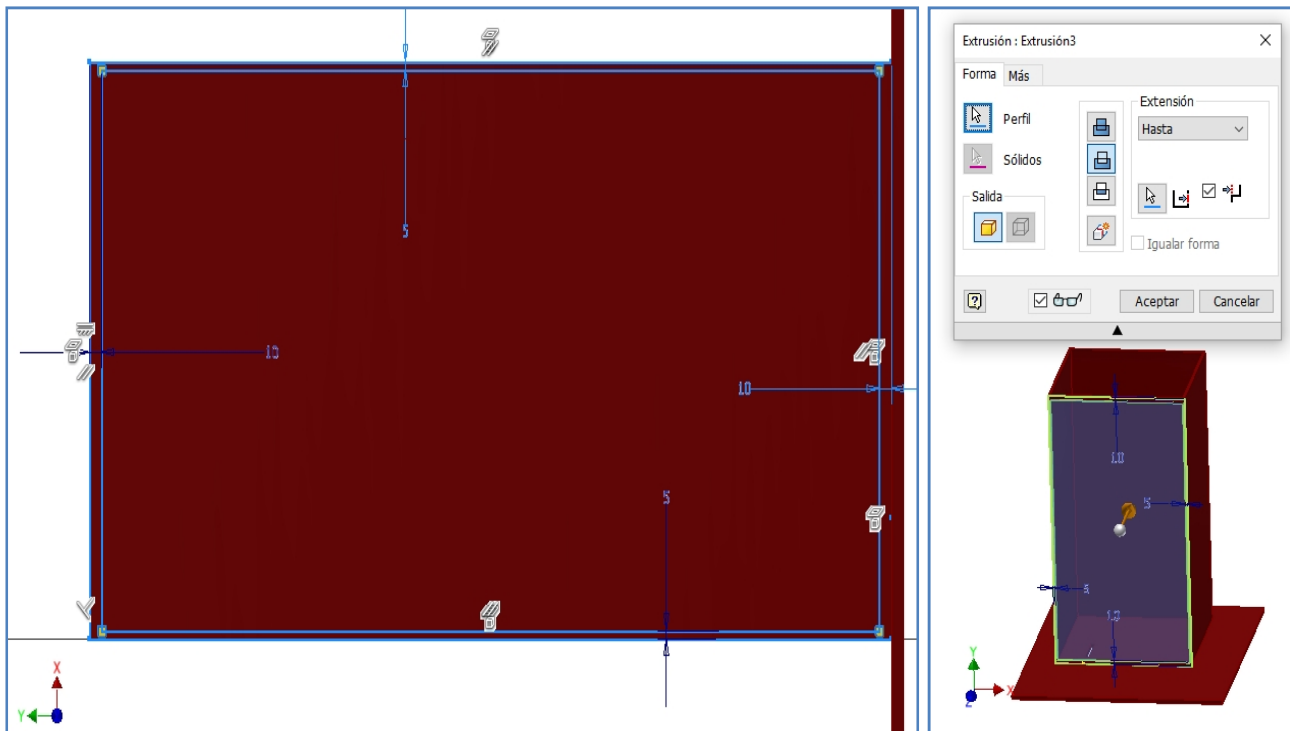 5
10
10
5
X
Y
Extrusión : Extrusión3
Forma
Más
Perfil
Sólidos
Salida
Extensión
Hasta
Igualar forma
Aceptar
Cancelar
10
5
5
10
Y
X
Z